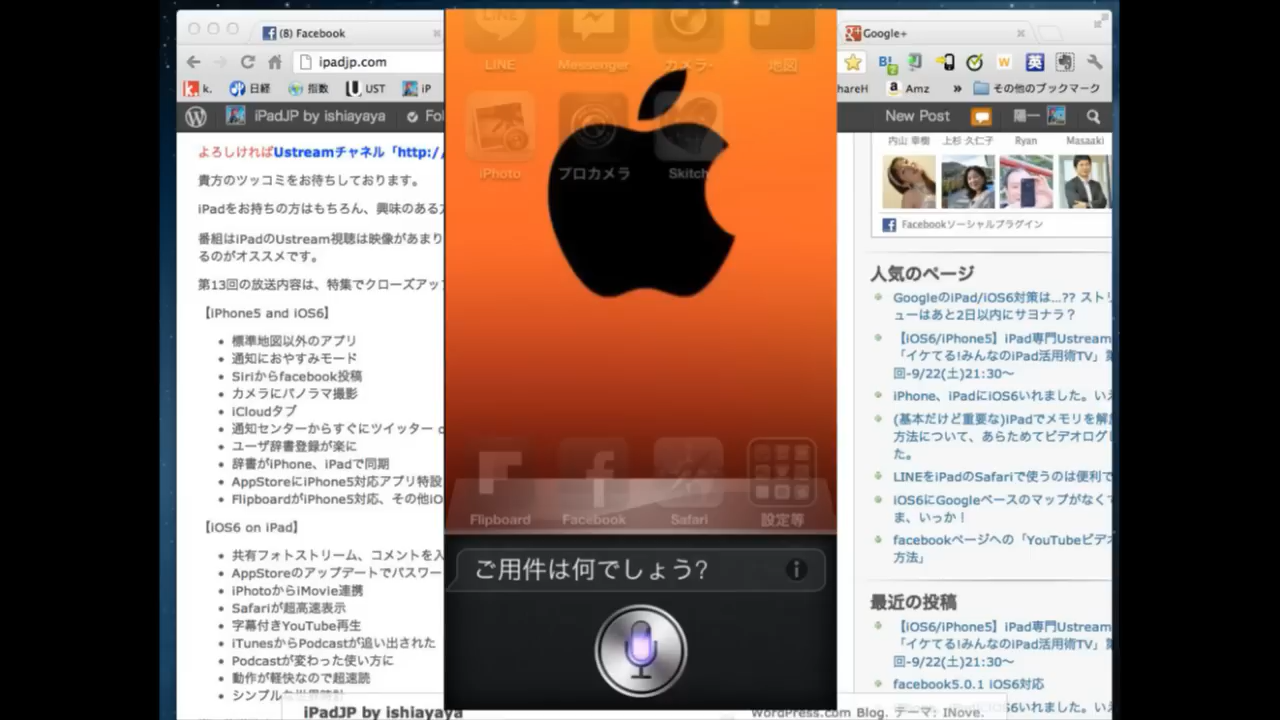 (8) Facebook
Google+
ipadjp.com
k.
日経
指数
UST
iP
ShareH
Amz
»
その他のブックマーク
iPadJP by ishiayaya
Fol
New Post
陽一
よろしければUstreamチャネル「http:/
貴方のツッコミをお待ちしております。
iPadをお持ちの方はもちろん、興味のある方
番組はiPadのUstream視聴は映像があまり
るのがオススメです。
第13回の放送内容は、特集でクローズアッ
【iPhone5 and iOS6】
標準地図以外のアプリ
通知におやすみモード
Siriからfacebook投稿
カメラにパノラマ撮影
iCloudタブ
通知センターからすぐにツイッター
ユーザ辞書登録が楽に
辞書がiPhone、iPadで同期
AppStoreにiPhone5対応アプリ特設
FlipboardがiPhone5対応、その他iO
【iOS6 on iPad】
共有フォトストリーム、コメントを入
AppStoreのアップデートでパスワー
iPhotoからiMovie連携
Safariが超高速表示
字幕付きYouTube再生
iTunesからPodcastが追い出された
Podcastが変わった使い方に
動作が軽快なので超速読
シンプルな世界時計
iPadJP by ishiayaya
LINE
Messenger
カメラ-
地図
iPhoto
プロカメラ
Skitch
Flipboard
Facebook
Safari
設定等
ご用件は何でしょう?
内山 幸樹
上杉 久仁子
Ryan
Masaaki
Facebookソーシャルプラグイン
人気のページ
GoogleのiPad/iOS6対策は...?? ストリ
ューはあと2日以内にサヨナラ？
【iOS6/iPhone5】iPad専門Ustream
「イケてる!みんなのiPad活用術TV」第
回-9/22(土)21:30～
iPhone、iPadにiOS6いれました。いえ
(基本だけど重要な)iPadでメモリを解放
方法について、あらためてビデオログし
た。
LINEをiPadのSafariで使うのは便利で
iOS6にGoogleベースのマップがなくて
ま、いっか！
facebookページへの「YouTubeビデオ
方法」
最近の投稿
【iOS6/iPhone5】iPad専門Ustream
「イケてる!みんなのiPad活用術TV」第
回-9/22(土)21:30～
facebook5.0.1 iOS6対応
WordPress.com Blog. テーマ: INove.